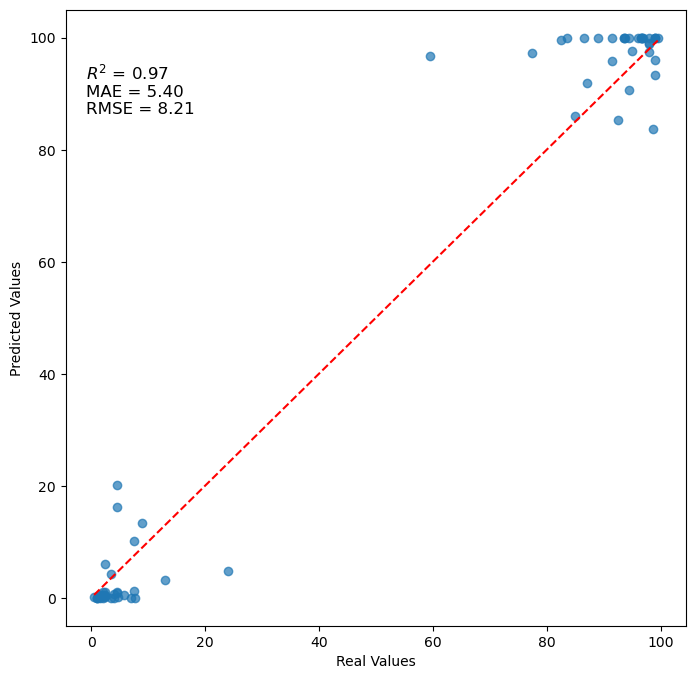 100
R² = 0.97
MAE = 5.40
RMSE = 8.21
80
60
40
20
0
Predicted Values
0 20 40 60 80 100
Real Values